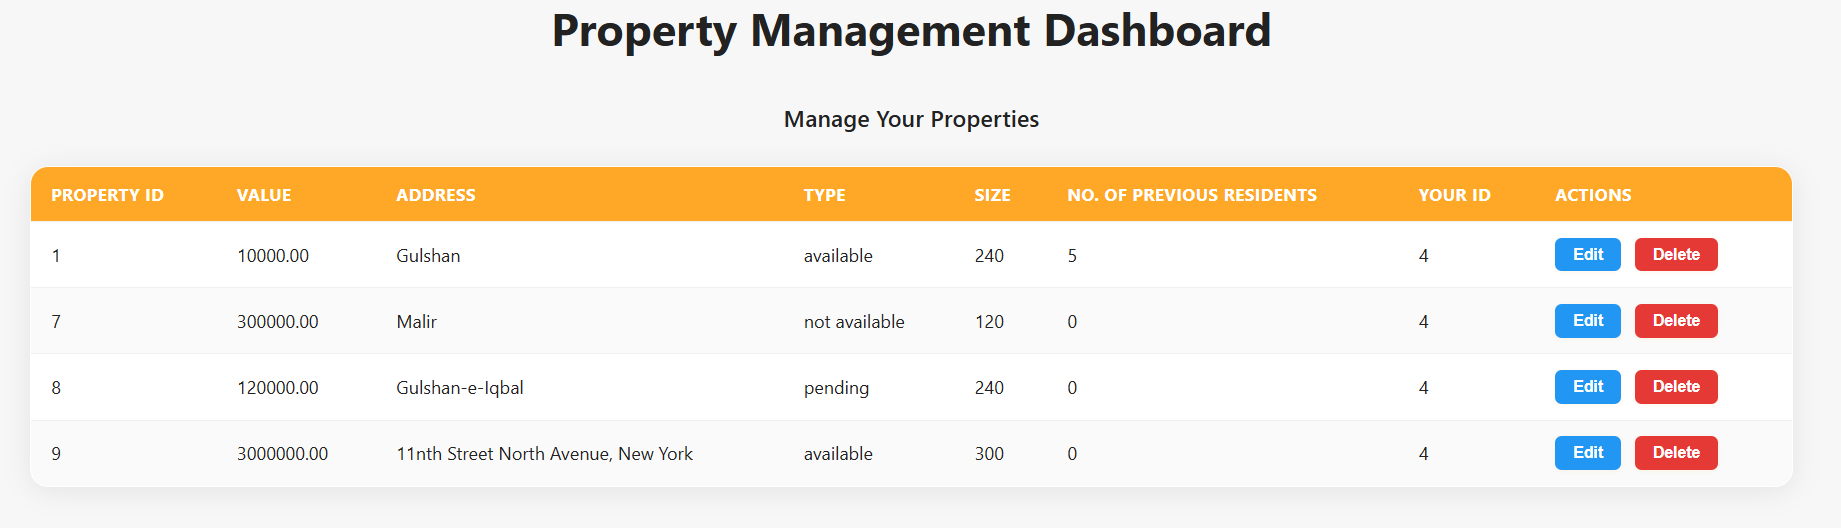 Property Management Dashboard
Manage Your Properties
PROPERTY ID VALUE ADDRESS TYPE SIZE NO. OF PREVIOUS RESIDENTS YOUR ID ACTIONS
1 10000.00 Gulshan available 240 5 4 Edit Delete
7 300000.00 Malir not available 120 0 4 Edit Delete
8 120000.00 Gulshan-e-Iqbal pending 240 0 4 Edit Delete
9 3000000.00 11nth Street North Avenue, New York available 300 0 4 Edit Delete